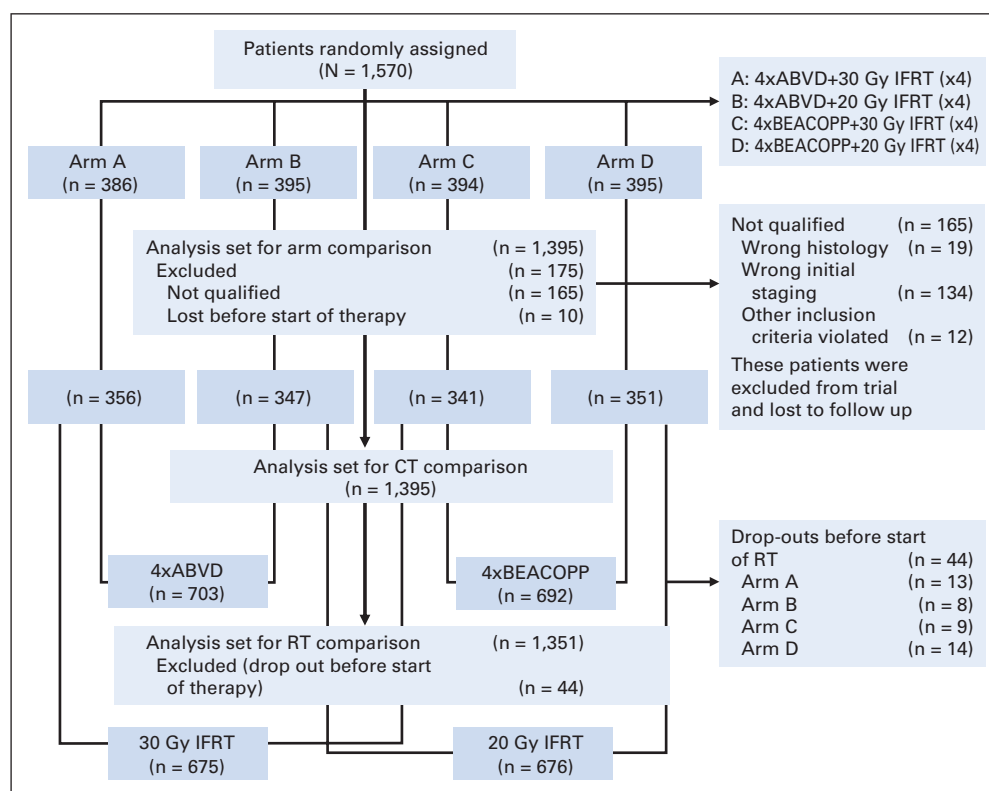 Patients randomly assigned
(N = 1,570)
A: 4xABVD+30 Gy IFRT (x4)
B: 4xABVD+20 Gy IFRT (x4)
C: 4xBEACOPP+30 Gy IFRT (x4)
D: 4xBEACOPP+20 Gy IFRT (x4)
Arm A
(n = 386)
Arm B
(n = 395)
Arm C
(n = 394)
Arm D
(n = 395)
Analysis set for arm comparison (n = 1,395)
Excluded (n = 175)
Not qualified (n = 165)
Lost before start of therapy (n = 10)
Not qualified (n = 165)
Wrong histology (n = 19)
Wrong initial
staging (n = 134)
Other inclusion
criteria violated (n = 12)
These patients were
excluded from trial
and lost to follow up
(n = 356)
(n = 347)
(n = 341)
(n = 351)
Analysis set for CT comparison
(n = 1,395)
4xABVD
(n = 703)
4xBEACOPP
(n = 692)
Drop-outs before start
of RT (n = 44)
Arm A (n = 13)
Arm B (n = 8)
Arm C (n = 9)
Arm D (n = 14)
Analysis set for RT comparison (n = 1,351)
Excluded (drop out before start
of therapy) (n = 44)
30 Gy IFRT
(n = 675)
20 Gy IFRT
(n = 676)